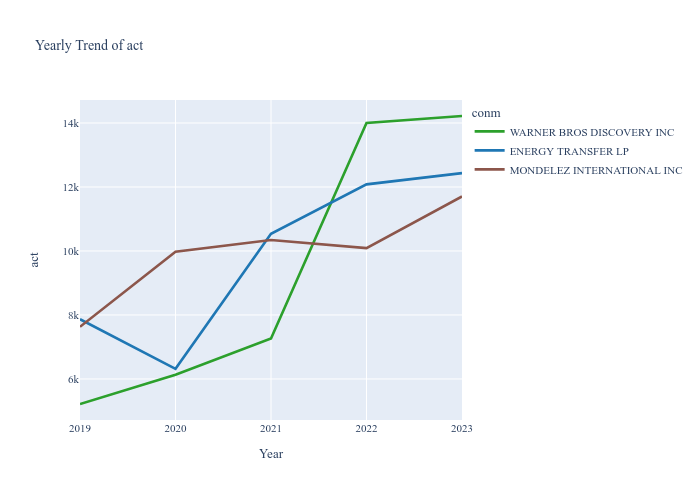 Yearly Trend of act
conm
WARNER BROS DISCOVERY INC
ENERGY TRANSFER LP
MONDELEZ INTERNATIONAL INC
act
14k
12k
10k
8k
6k
2019 2020 2021 2022 2023
Year